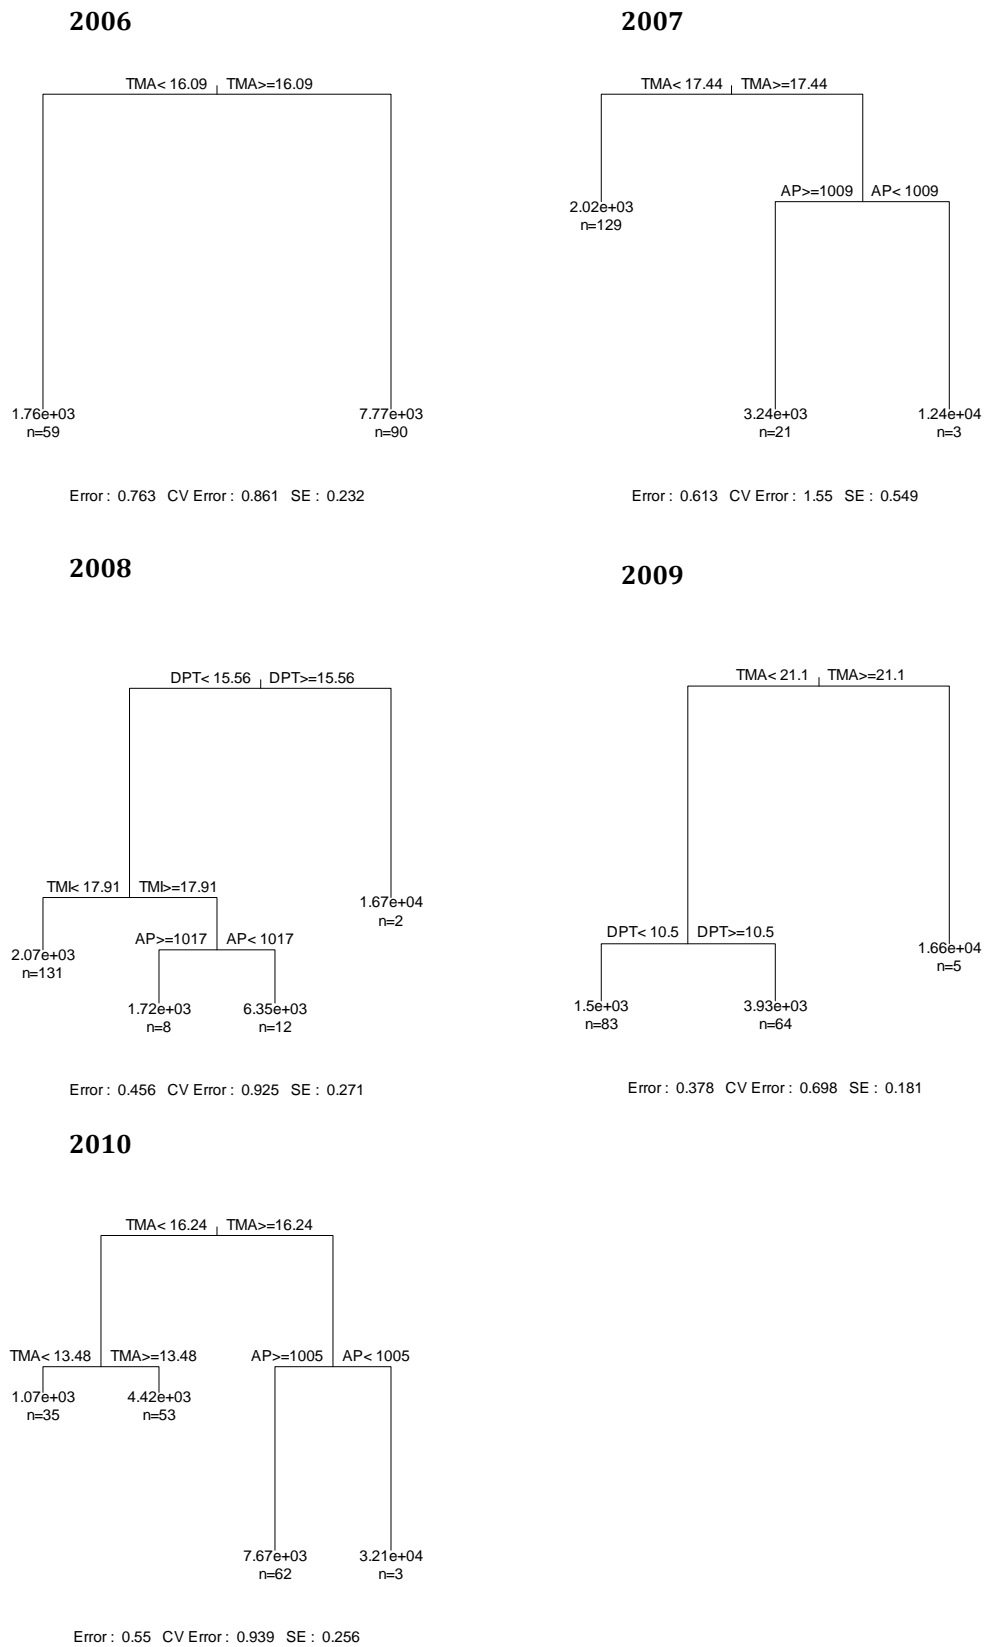 2006
TMA< 16.09 TMA>=16.09
1.76e+03
n=59
7.77e+03
n=90
Error : 0.763 CV Error : 0.861 SE : 0.232
2007
TMA< 17.44 TMA>=17.44
AP>=1009 AP< 1009
2.02e+03
n=129
3.24e+03
n=21
1.24e+04
n=3
Error : 0.613 CV Error : 1.55 SE : 0.549
2008
DPT< 15.56 DPT>=15.56
TMI< 17.91 TMI>=17.91
1.67e+04
n=2
AP>=1017 AP< 1017
2.07e+03
n=131
1.72e+03
n=8
6.35e+03
n=12
Error : 0.456 CV Error : 0.925 SE : 0.271
2009
TMA< 21.1 TMA>=21.1
DPT< 10.5 DPT>=10.5
1.66e+04
n=5
1.5e+03
n=83
3.93e+03
n=64
Error : 0.378 CV Error : 0.698 SE : 0.181
2010
TMA< 16.24 TMA>=16.24
TMA< 13.48 TMA>=13.48
AP>=1005 AP< 1005
1.07e+03
n=35
4.42e+03
n=53
7.67e+03
n=62
3.21e+04
n=3
Error : 0.55 CV Error : 0.939 SE : 0.256